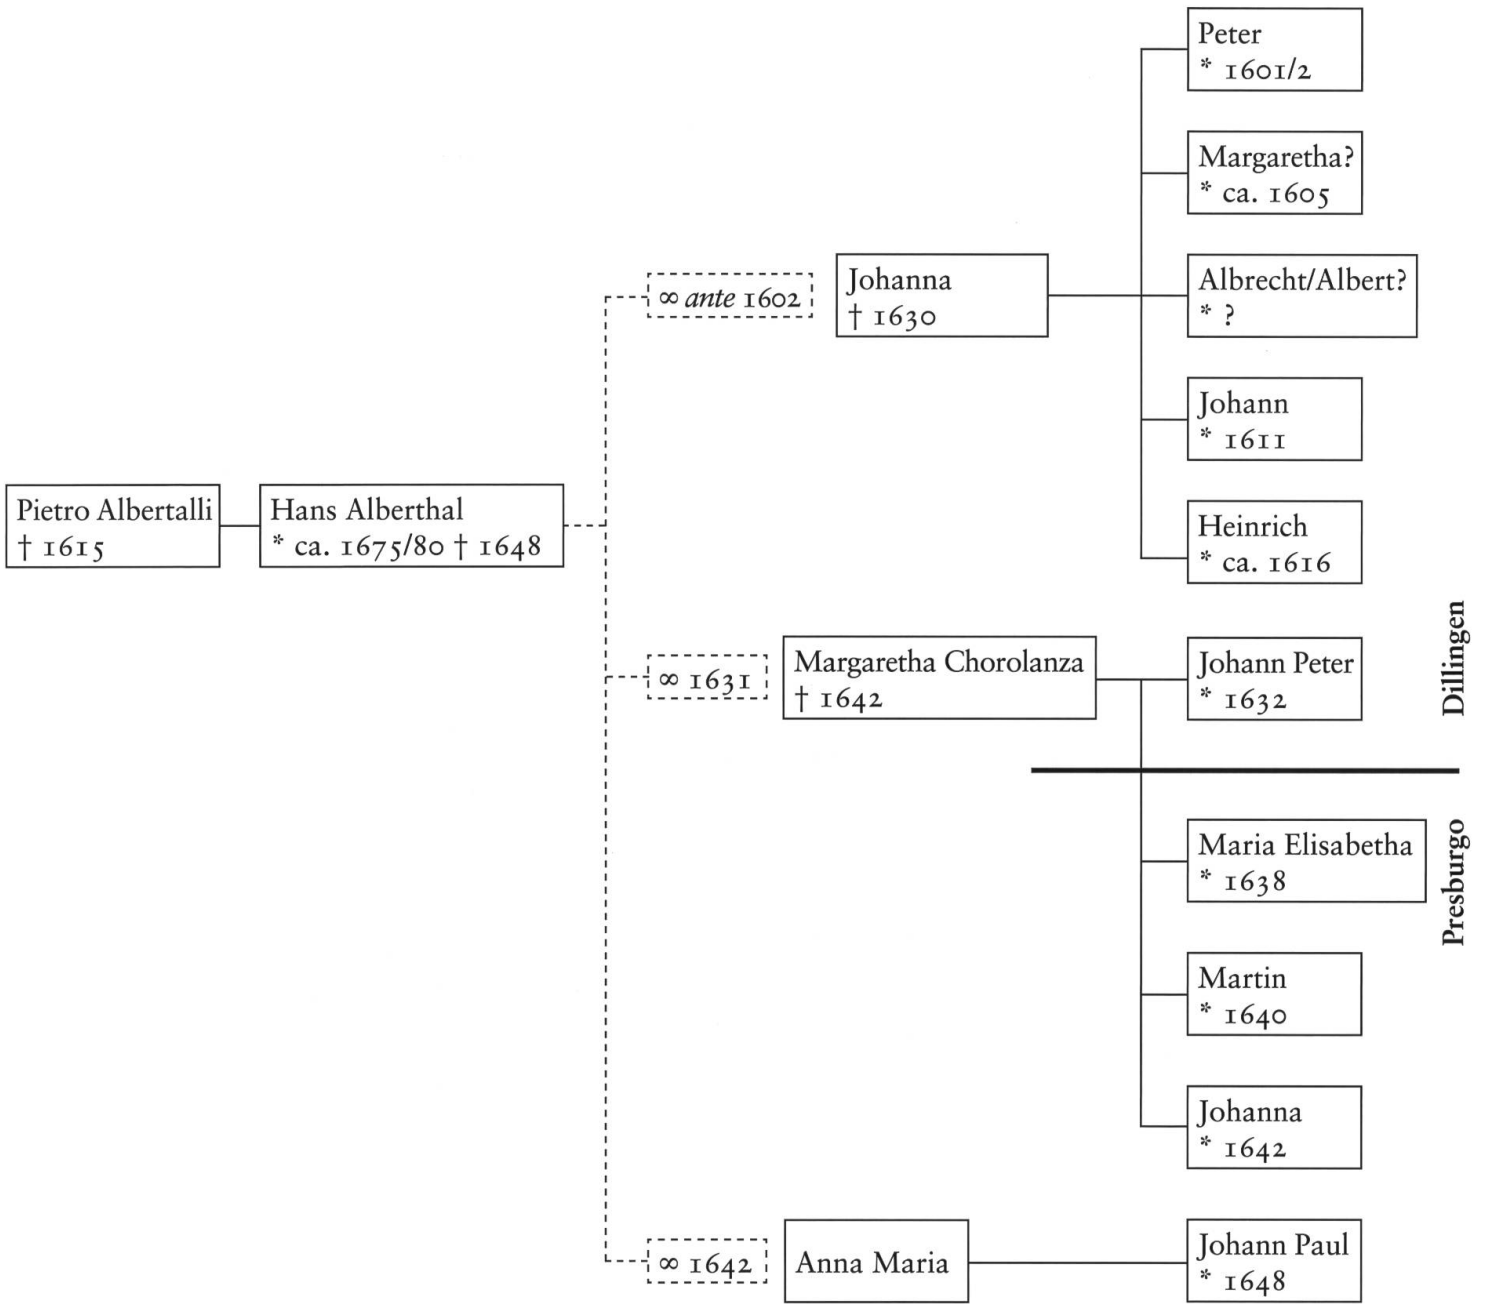 Pietro Albertalli
† 1615
Hans Alberthal
* ca. 1675/80 † 1648
∞ ante 1602
Johanna
† 1630
Peter
* 1601/2
Margaretha?
* ca. 1605
Albrecht/Albert?
* ?
Johann
* 1611
Heinrich
* ca. 1616
∞ 1631
Margaretha Chorolanza
† 1642
Johann Peter
* 1632
Dillingen
Presburgo
Maria Elisabetha
* 1638
Martin
* 1640
Johanna
* 1642
∞ 1642
Anna Maria
Johann Paul
* 1648